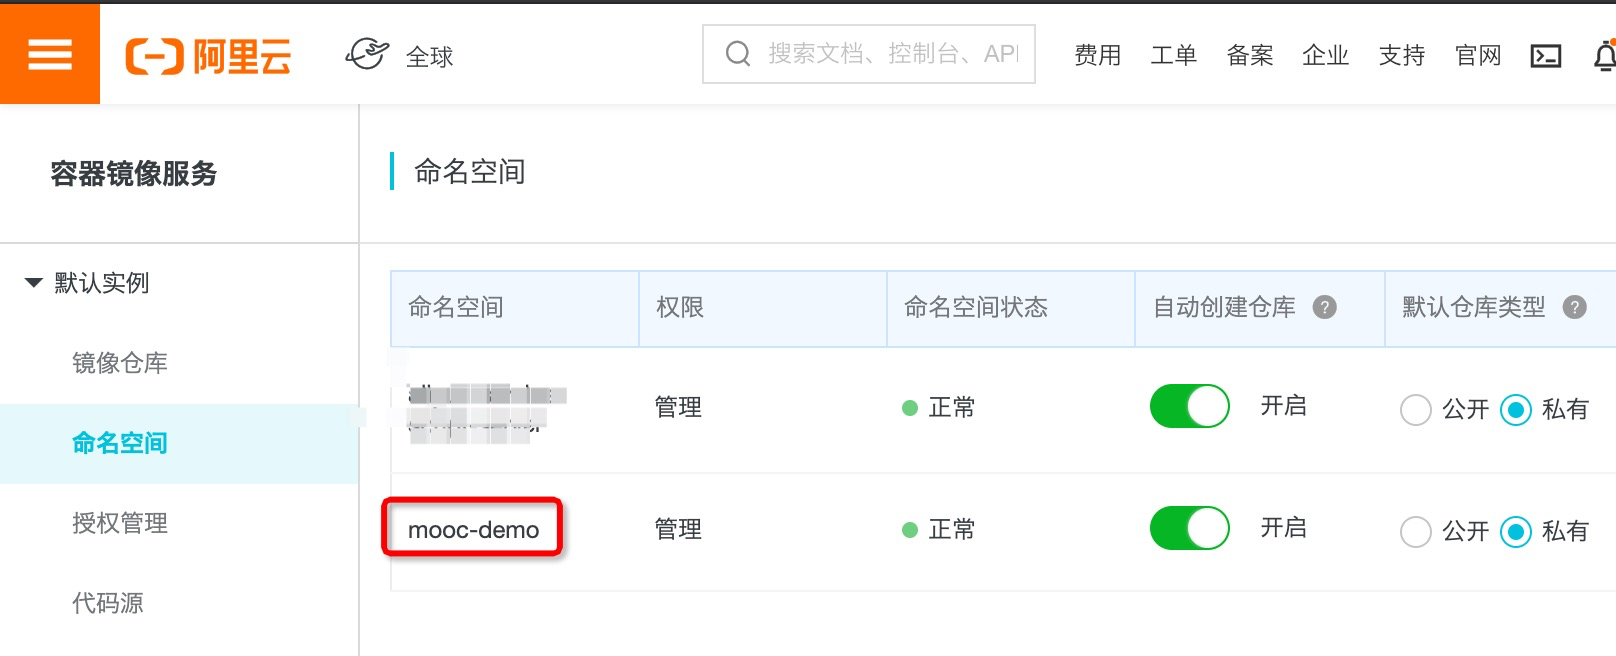 阿里云
全球
搜索文档、控制台、API
费用 工单 备案 企业 支持 官网
容器镜像服务
命名空间
默认实例
镜像仓库
命名空间
授权管理
代码源
命名空间 权限 命名空间状态 自动创建仓库 ? 默认仓库类型 ?
管理 正常 开启 公开 私有
mooc-demo 管理 正常 开启 公开 私有